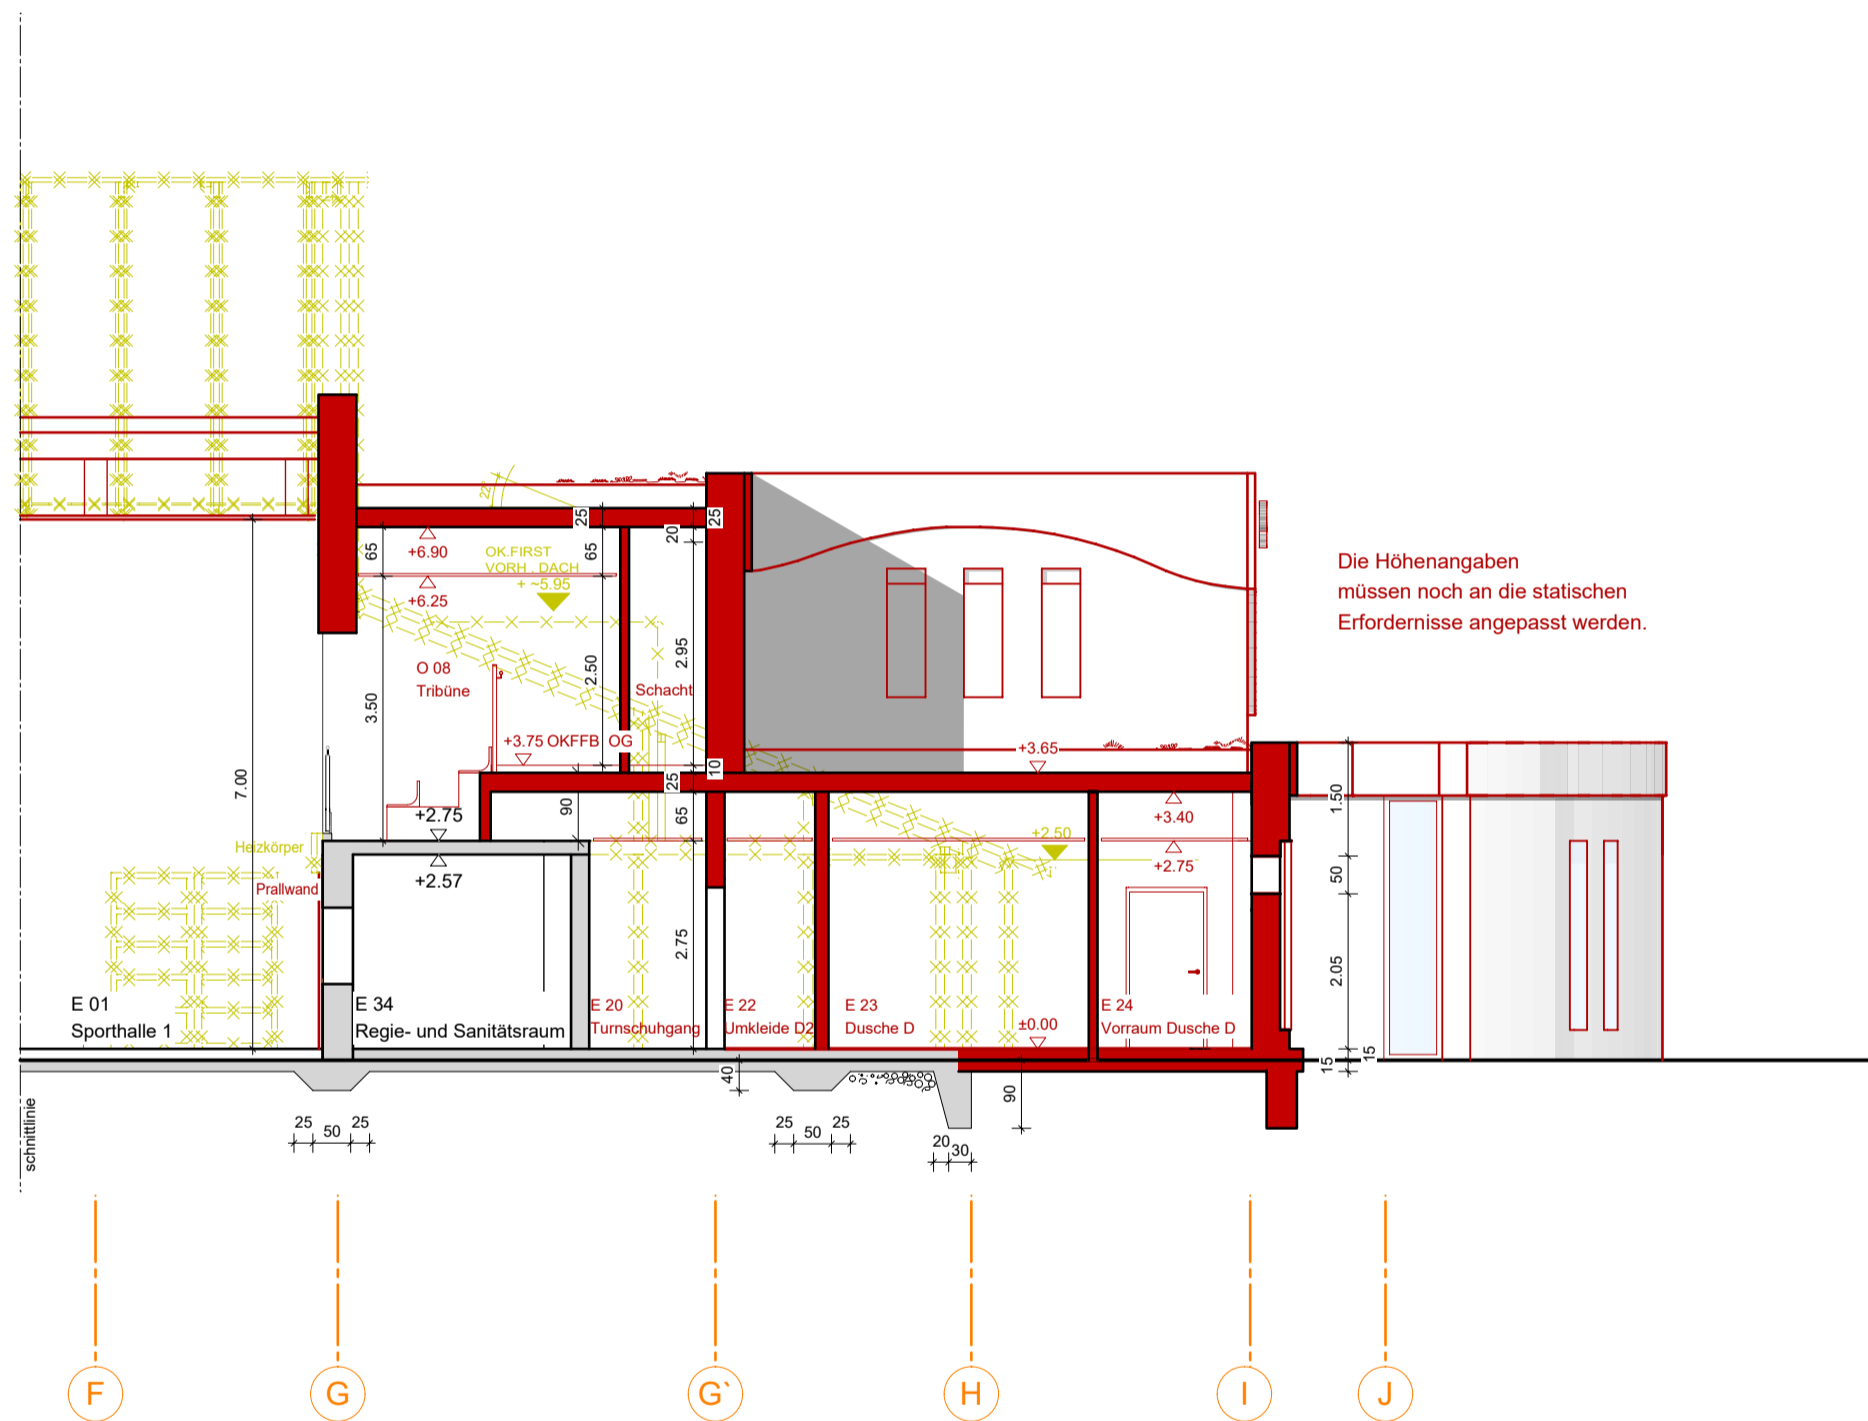 22°
25
25
20
65
+6.90
65
OK.FIRST
VORH . DACH
+ ~5.95
+6.25
Die Höhenangaben
müssen noch an die statischen
Erfordernisse angepasst werden.
O 08
Tribüne
2.95
2.50
Schacht
3.50
+3.75 OKFFB OG
+3.65
10
25
7.00
90
65
1.50
+2.75
+3.40
+2.50
Heizkörper
+2.57
+2.75
50
Prallwand
2.75
2.05
E 01
Sporthalle 1
E 34
Regie- und Sanitätsraum
E 20
Turnschuhgang
E 22
Umkleide D2
E 23
Dusche D
±0.00
E 24
Vorraum Dusche D
15
15
40
90
schnittlinie
25
50
25
25
50
25
20
30
F
G
G`
H
I
J